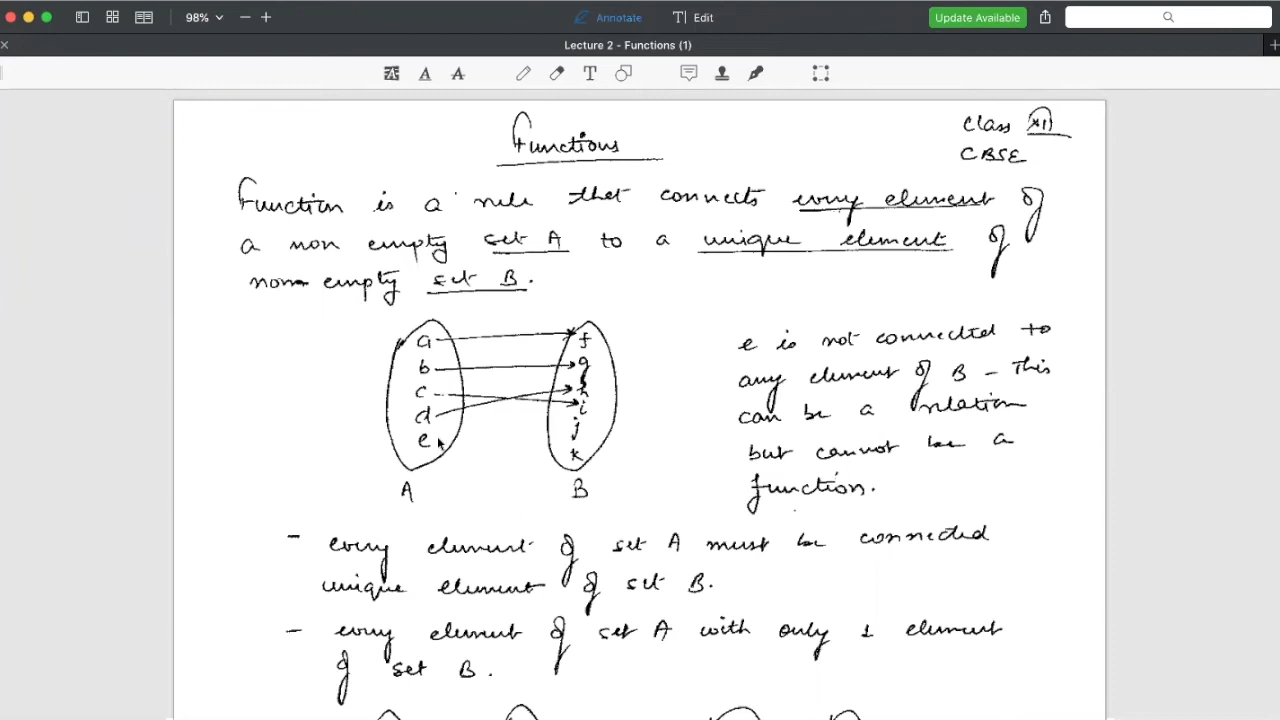 98%
Annotate
Edit
Update Available
Lecture 2 - Functions (1)
Functions
Class XI
CBSE
Function is a rule that connects every element of
a non empty set A to a unique element of
non empty set B.
a
b
c
d
e
A
f
g
h
i
j
k
B
e is not connected to
any element of B - This
can be a relation
but cannot be a
function.
- every element of set A must be connected
unique element of set B.
- every element of set A with only 1 element
of set B.